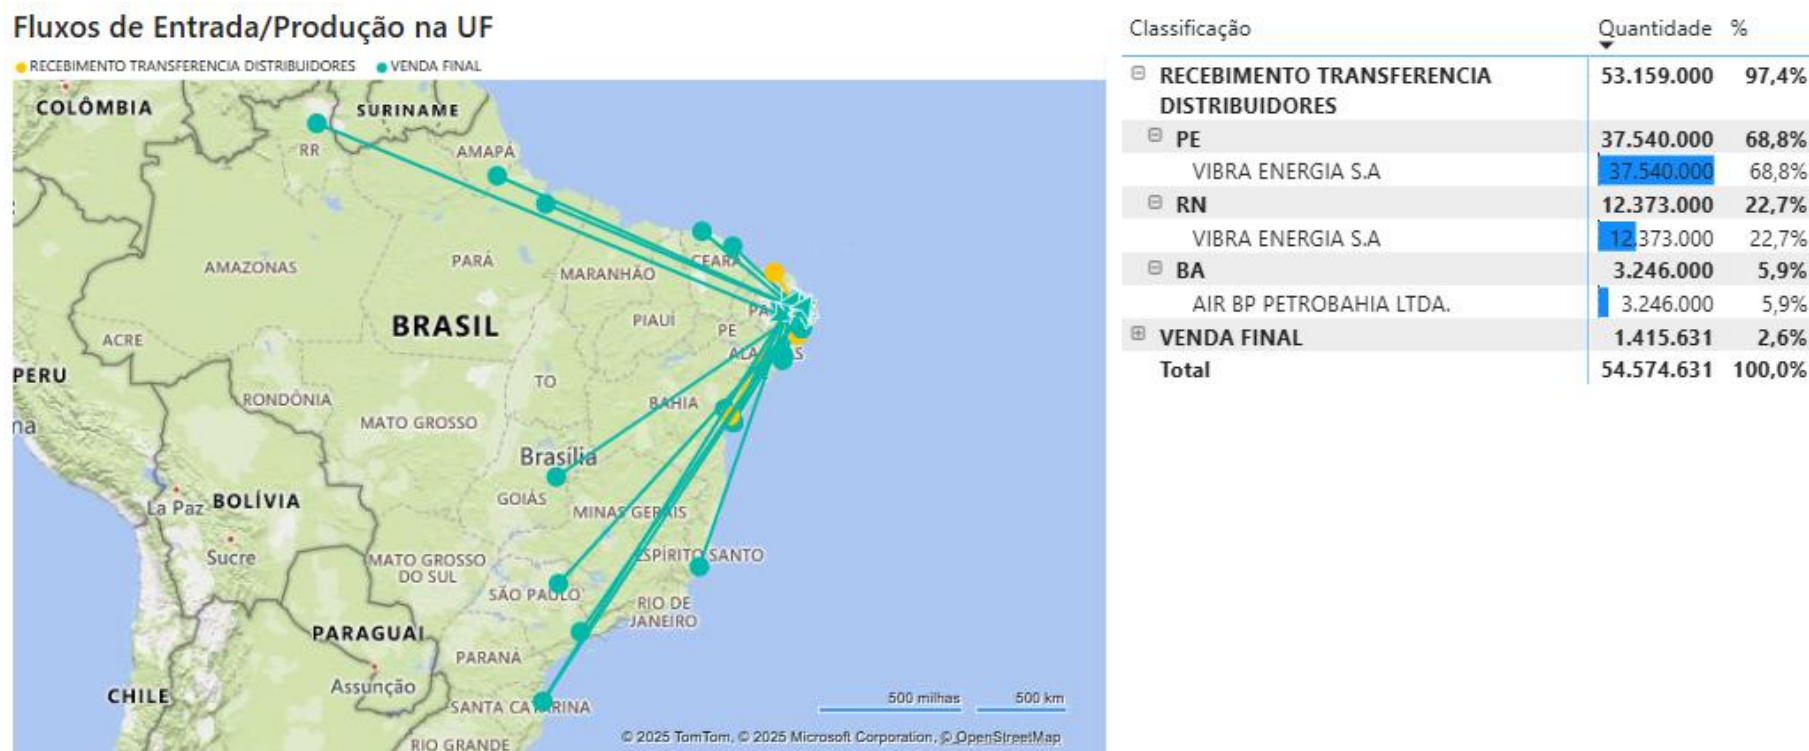 Fluxos de Entrada/Produção na UF
RECEBIMENTO TRANSFERENCIA DISTRIBUIDORES VENDA FINAL
COLÔMBIA
SURINAME
RR
AMAPÁ
AMAZONAS
PARÁ
MARANHÃO
CEARÁ
BRASIL
PIAUÍ
PE
PA
ACRE
ALAGOAS
PERU
RONDÔNIA
TO
BAHIA
MATO GROSSO
Brasília
GOIÁS
La Paz
BOLÍVIA
MINAS GERAIS
Sucre
MATO GROSSO
DO SUL
ESPÍRITO SANTO
SÃO PAULO
RIO DE
JANEIRO
PARAGUAI
PARANÁ
Assunção
CHILE
SANTA CATARINA
RIO GRANDE
500 milhas 500 km
© 2025 TomTom, © 2025 Microsoft Corporation, © OpenStreetMap
Classificação Quantidade %
RECEBIMENTO TRANSFERENCIA 53.159.000 97,4%
DISTRIBUIDORES
PE 37.540.000 68,8%
VIBRA ENERGIA S.A 37.540.000 68,8%
RN 12.373.000 22,7%
VIBRA ENERGIA S.A 12.373.000 22,7%
BA 3.246.000 5,9%
AIR BP PETROBAHIA LTDA. 3.246.000 5,9%
VENDA FINAL 1.415.631 2,6%
Total 54.574.631 100,0%